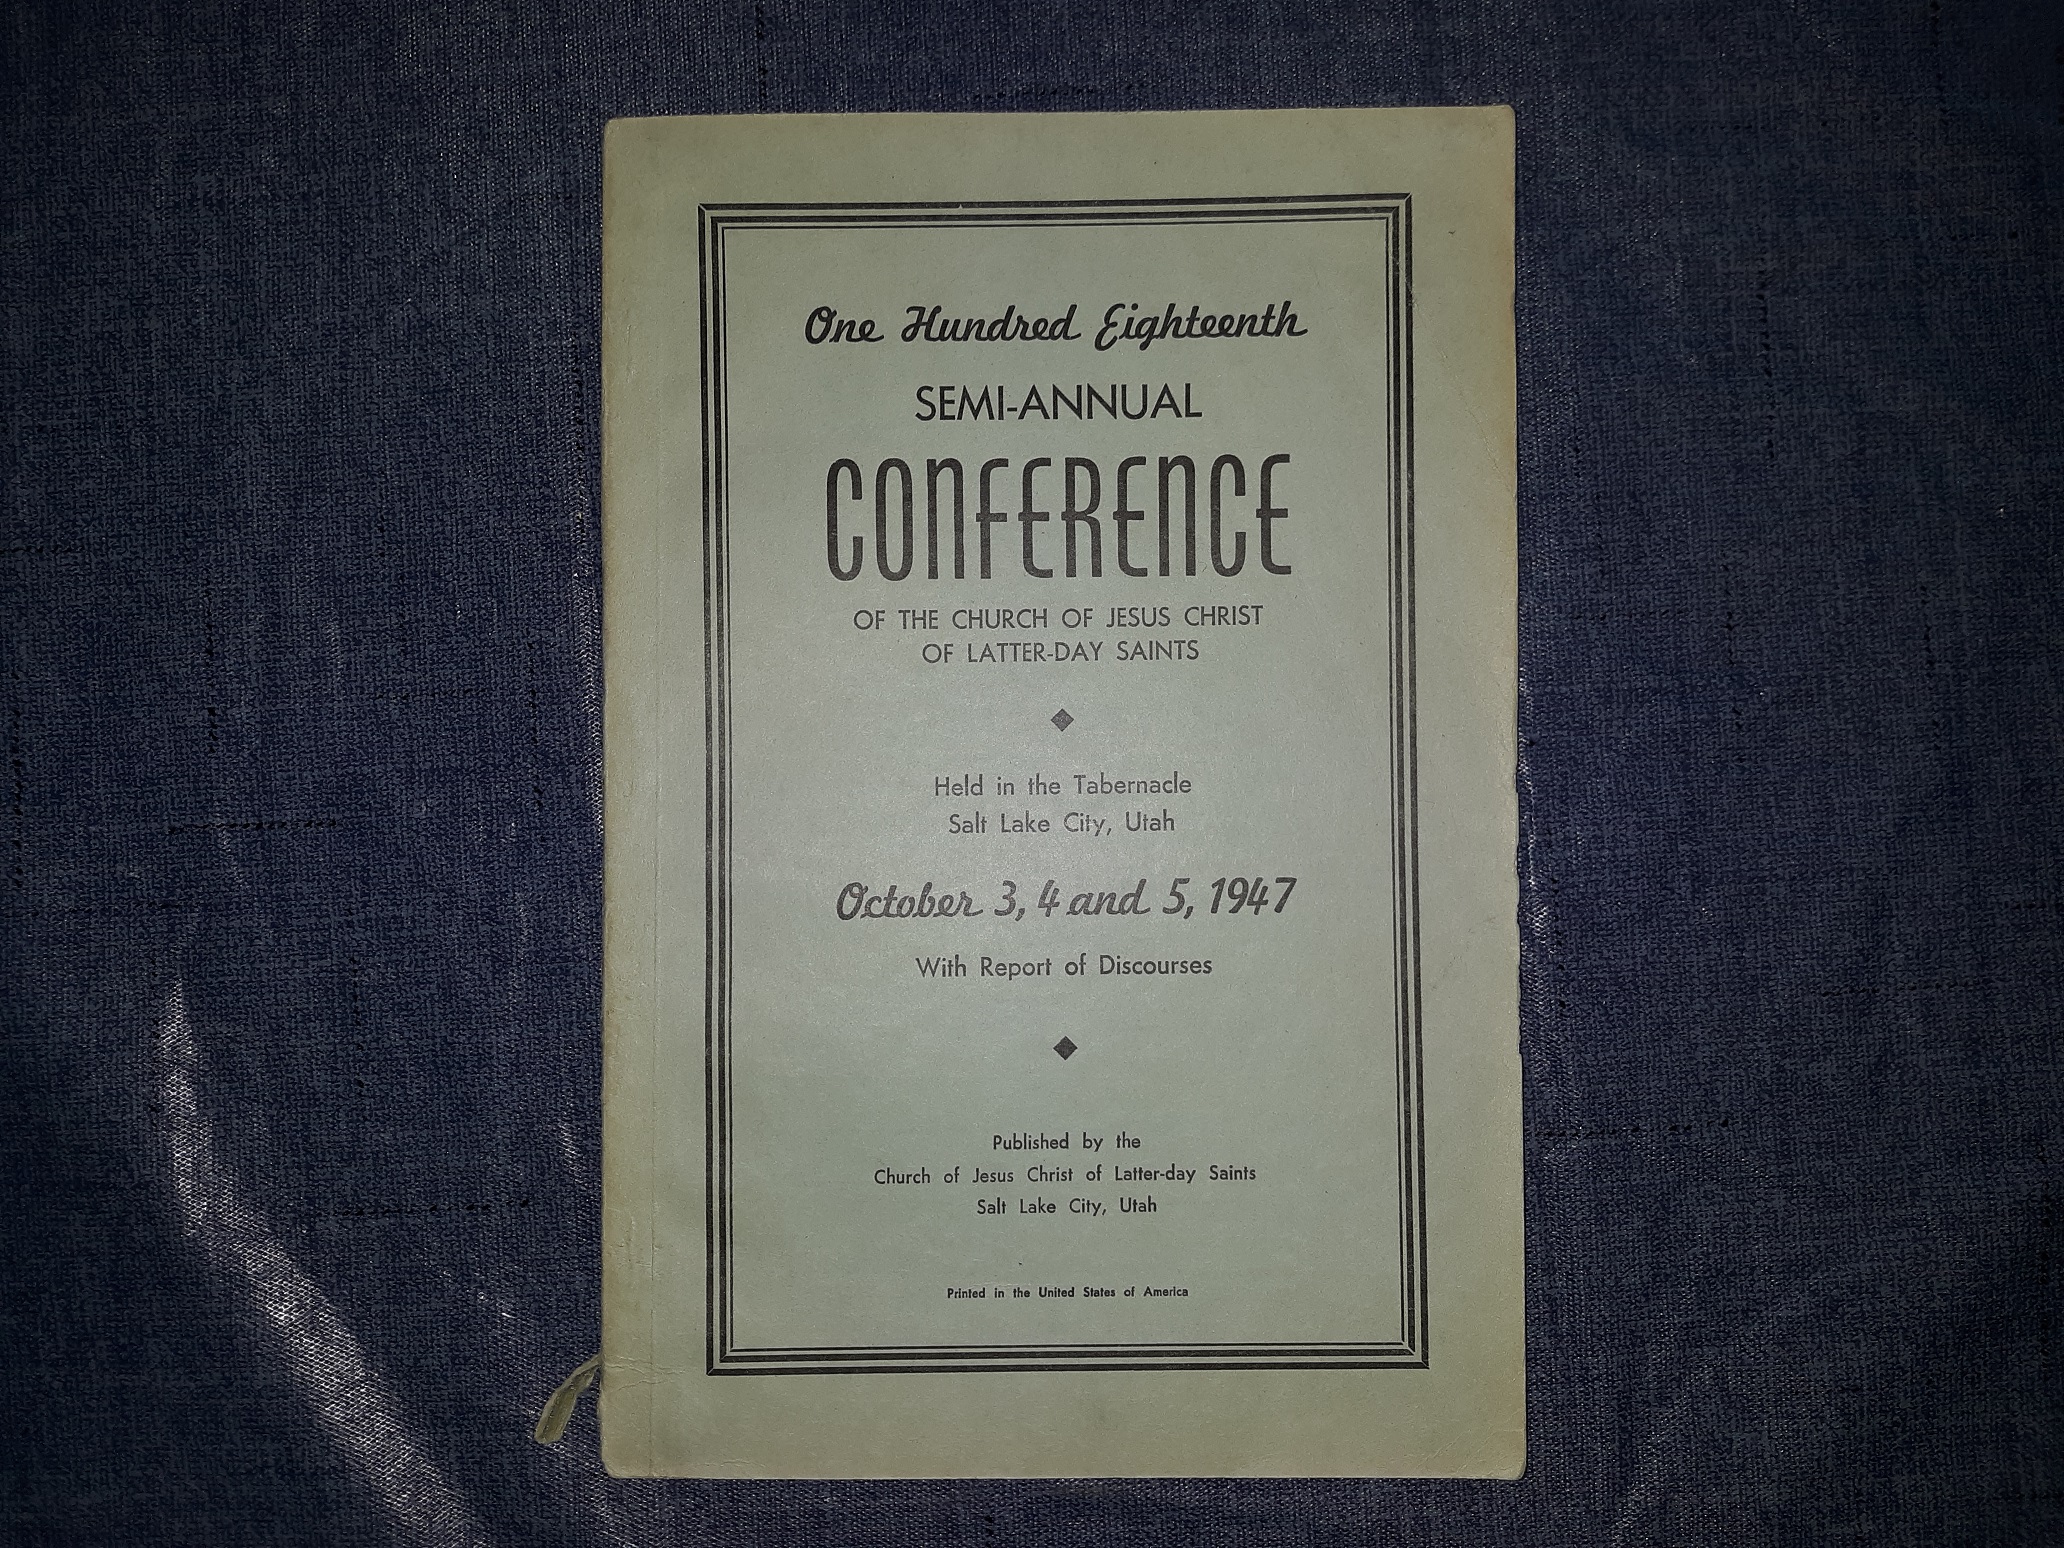 One Hundred Eighteenth
SEMI-ANNUAL
CONFERENCE
OF THE CHURCH OF JESUS CHRIST
OF LATTER-DAY SAINTS
Held in the Tabernacle
Salt Lake City, Utah
October 3, 4 and 5, 1947
With Report of Discourses
Published by the
Church of Jesus Christ of Latter-day Saints
Salt Lake City, Utah
Printed in the United States of America